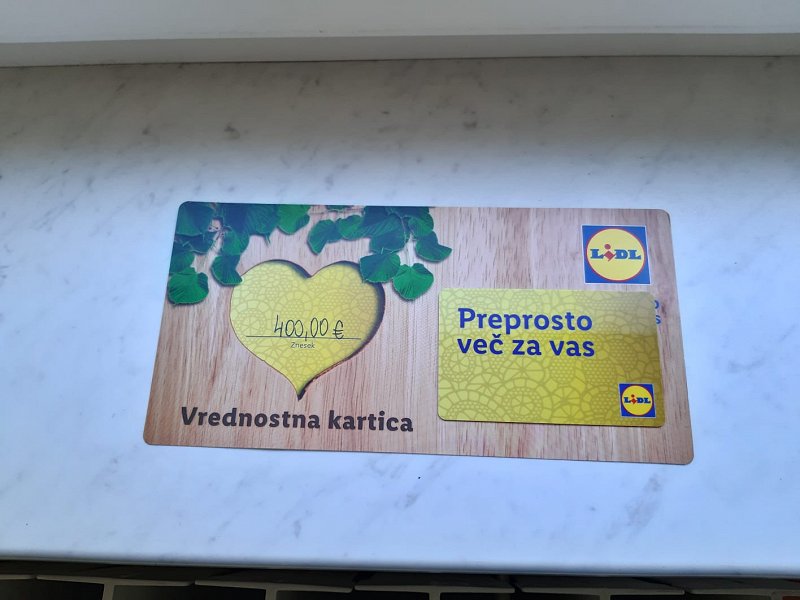 LiDL
400,00 €
Znesek
Vrednostna kartica
Preprosto
več za vas
LiDL